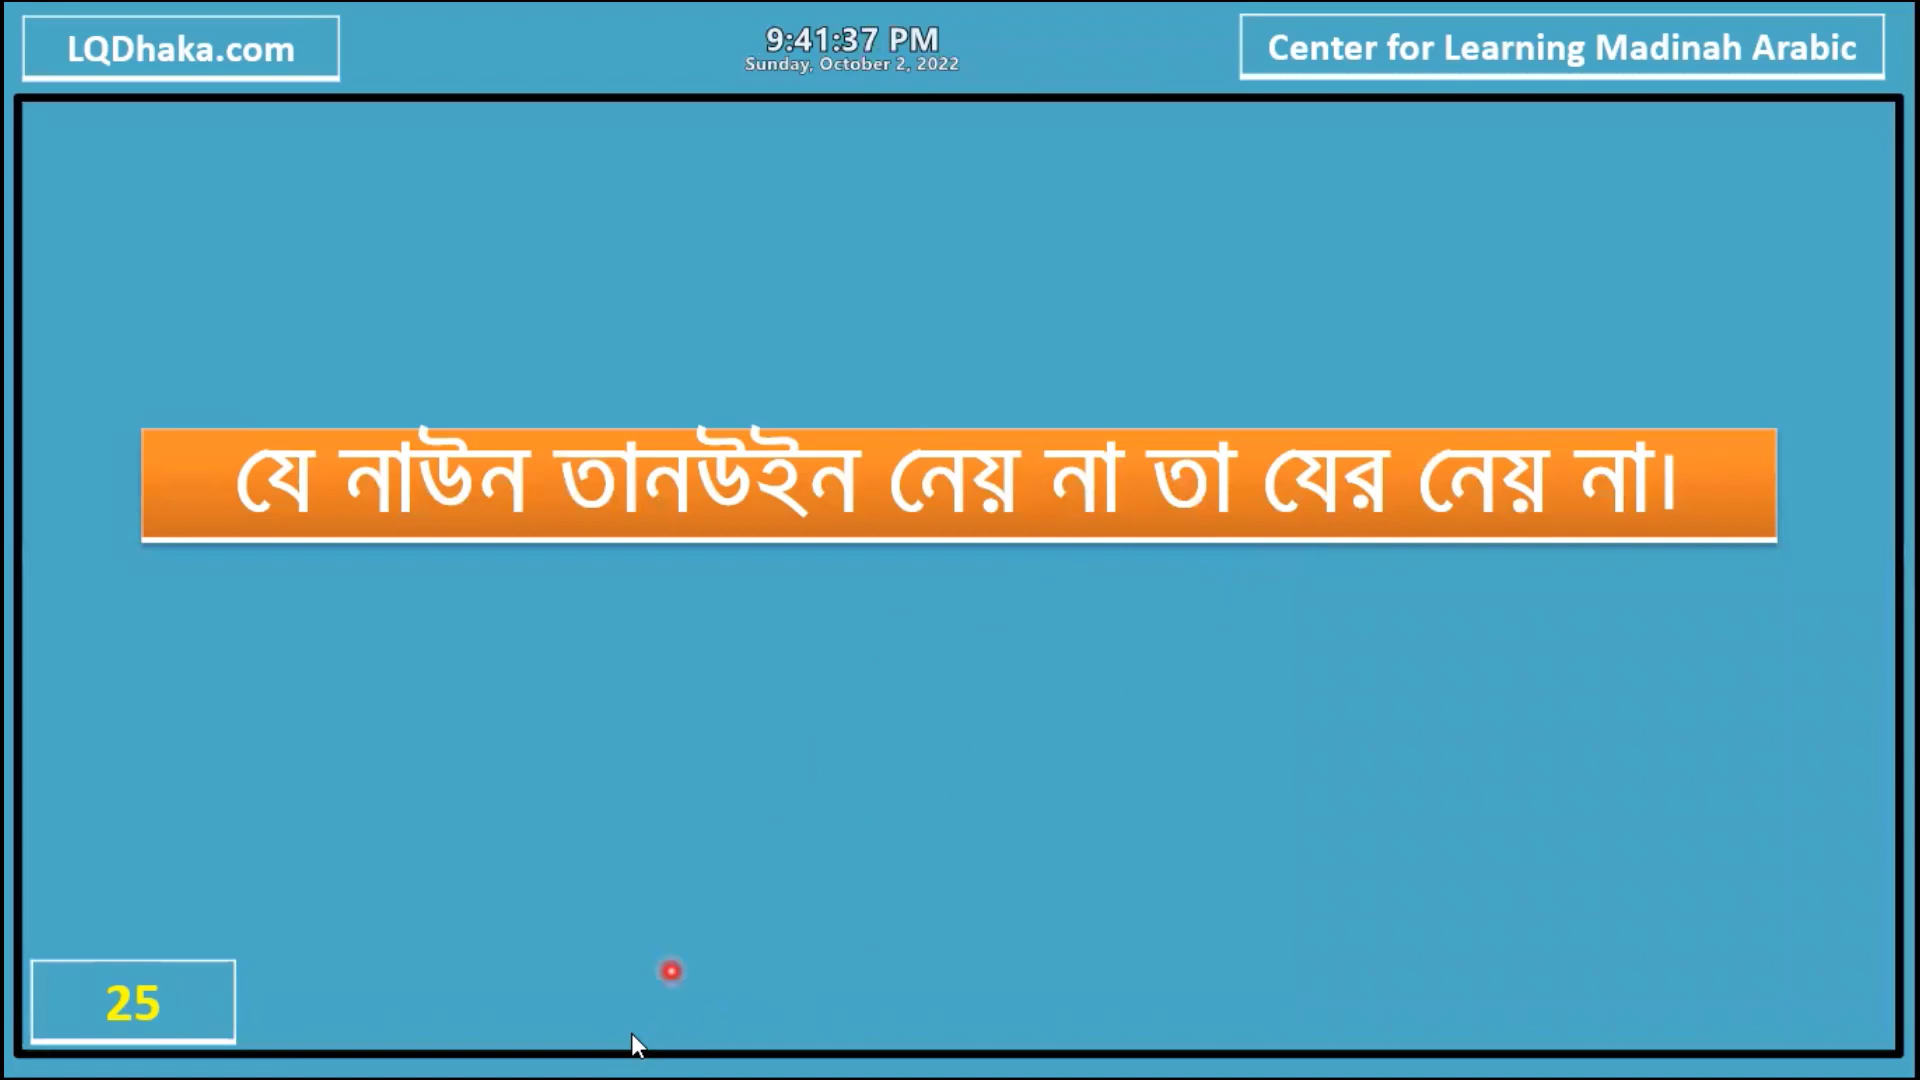 LQDhaka.com
9:41:37 PM
Sunday, October 2, 2022
Center for Learning Madinah Arabic
যে নাউন তানউইন নেয় না তা যের নেয় না।
25